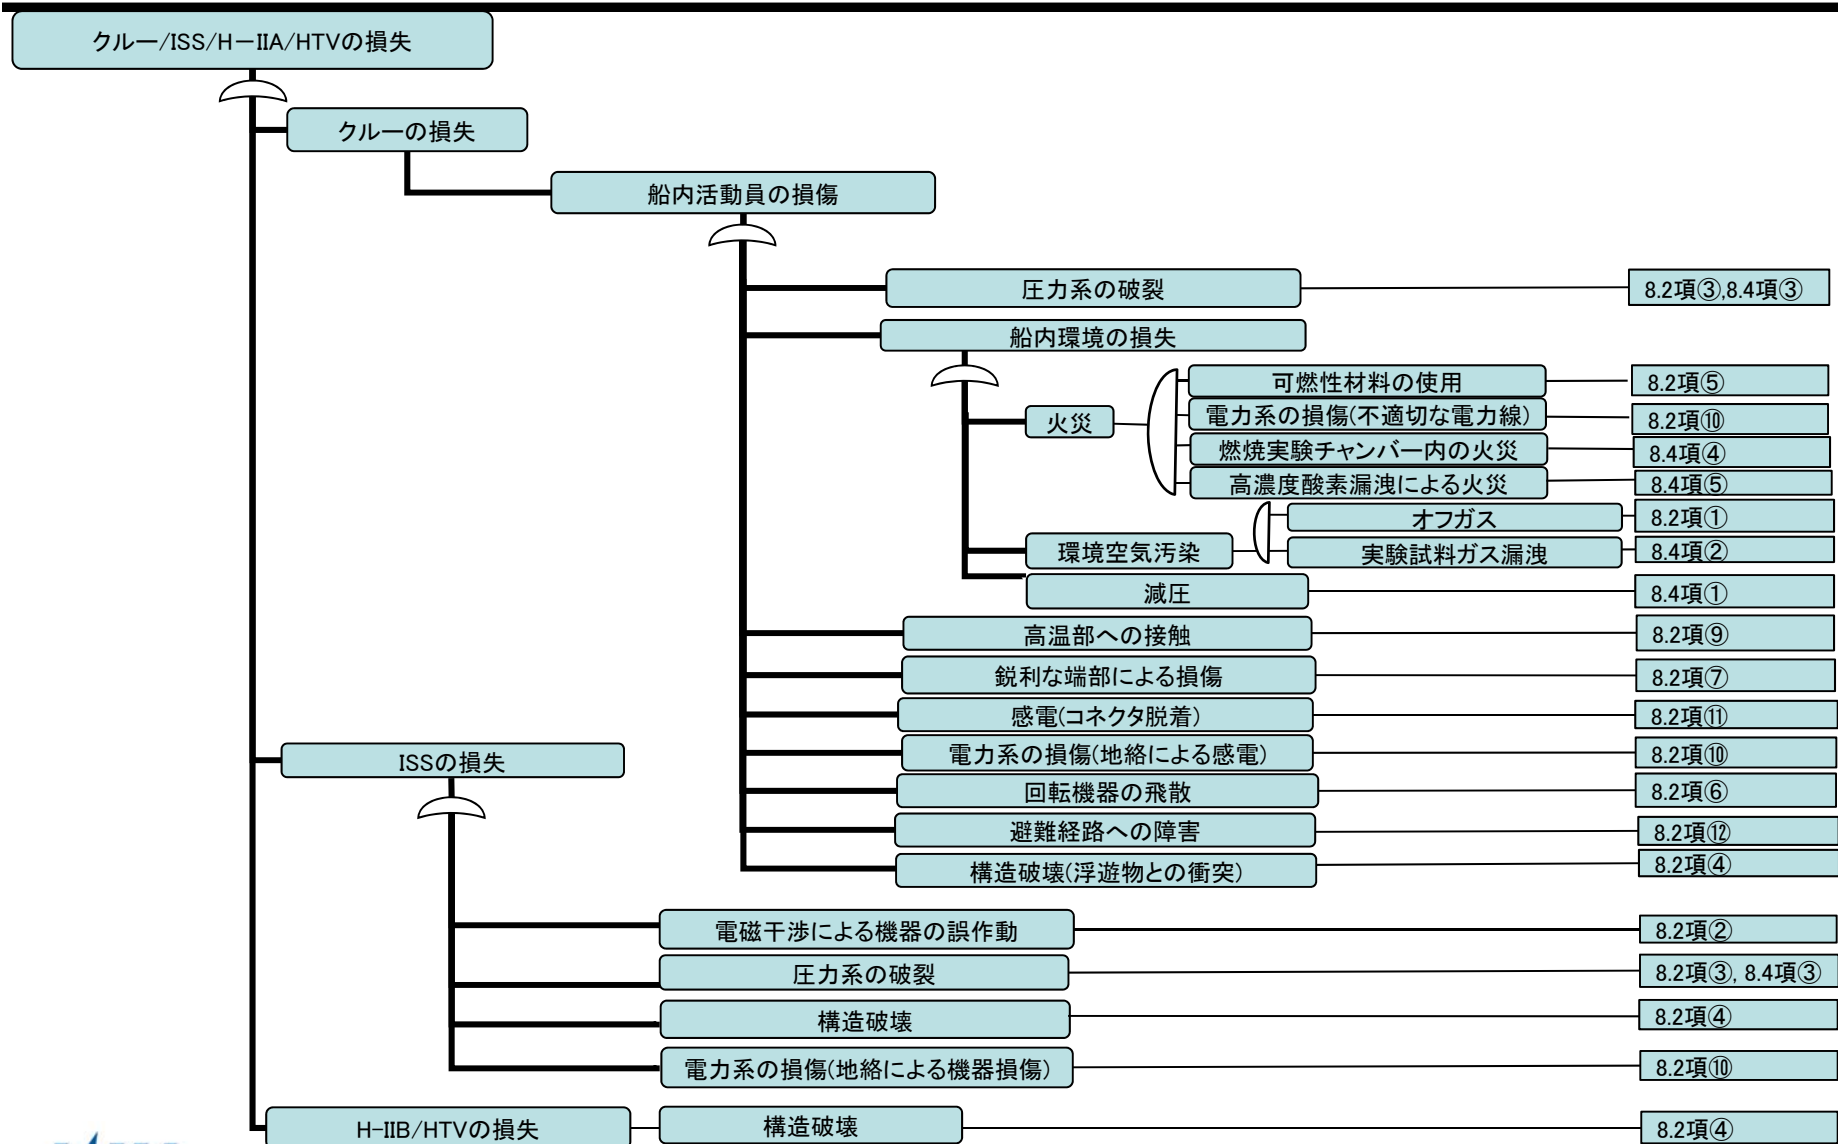 クルー/ISS/H－IIA/HTVの損失
クルーの損失
船内活動員の損傷
圧力系の破裂
8.2項③,8.4項③
船内環境の損失
可燃性材料の使用
8.2項⑤
火災
電力系の損傷(不適切な電力線)
8.2項⑩
燃焼実験チャンバー内の火災
8.4項④
高濃度酸素漏洩による火災
8.4項⑤
オフガス
8.2項①
環境空気汚染
実験試料ガス漏洩
8.4項②
減圧
8.4項①
高温部への接触
8.2項⑨
鋭利な端部による損傷
8.2項⑦
感電(コネクタ脱着)
8.2項⑪
ISSの損失
電力系の損傷(地絡による感電)
8.2項⑩
回転機器の飛散
8.2項⑥
避難経路への障害
8.2項⑫
構造破壊(浮遊物との衝突)
8.2項④
電磁干渉による機器の誤作動
8.2項②
圧力系の破裂
8.2項③, 8.4項③
構造破壊
8.2項④
電力系の損傷(地絡による機器損傷)
8.2項⑩
H-IIB/HTVの損失
構造破壊
8.2項④